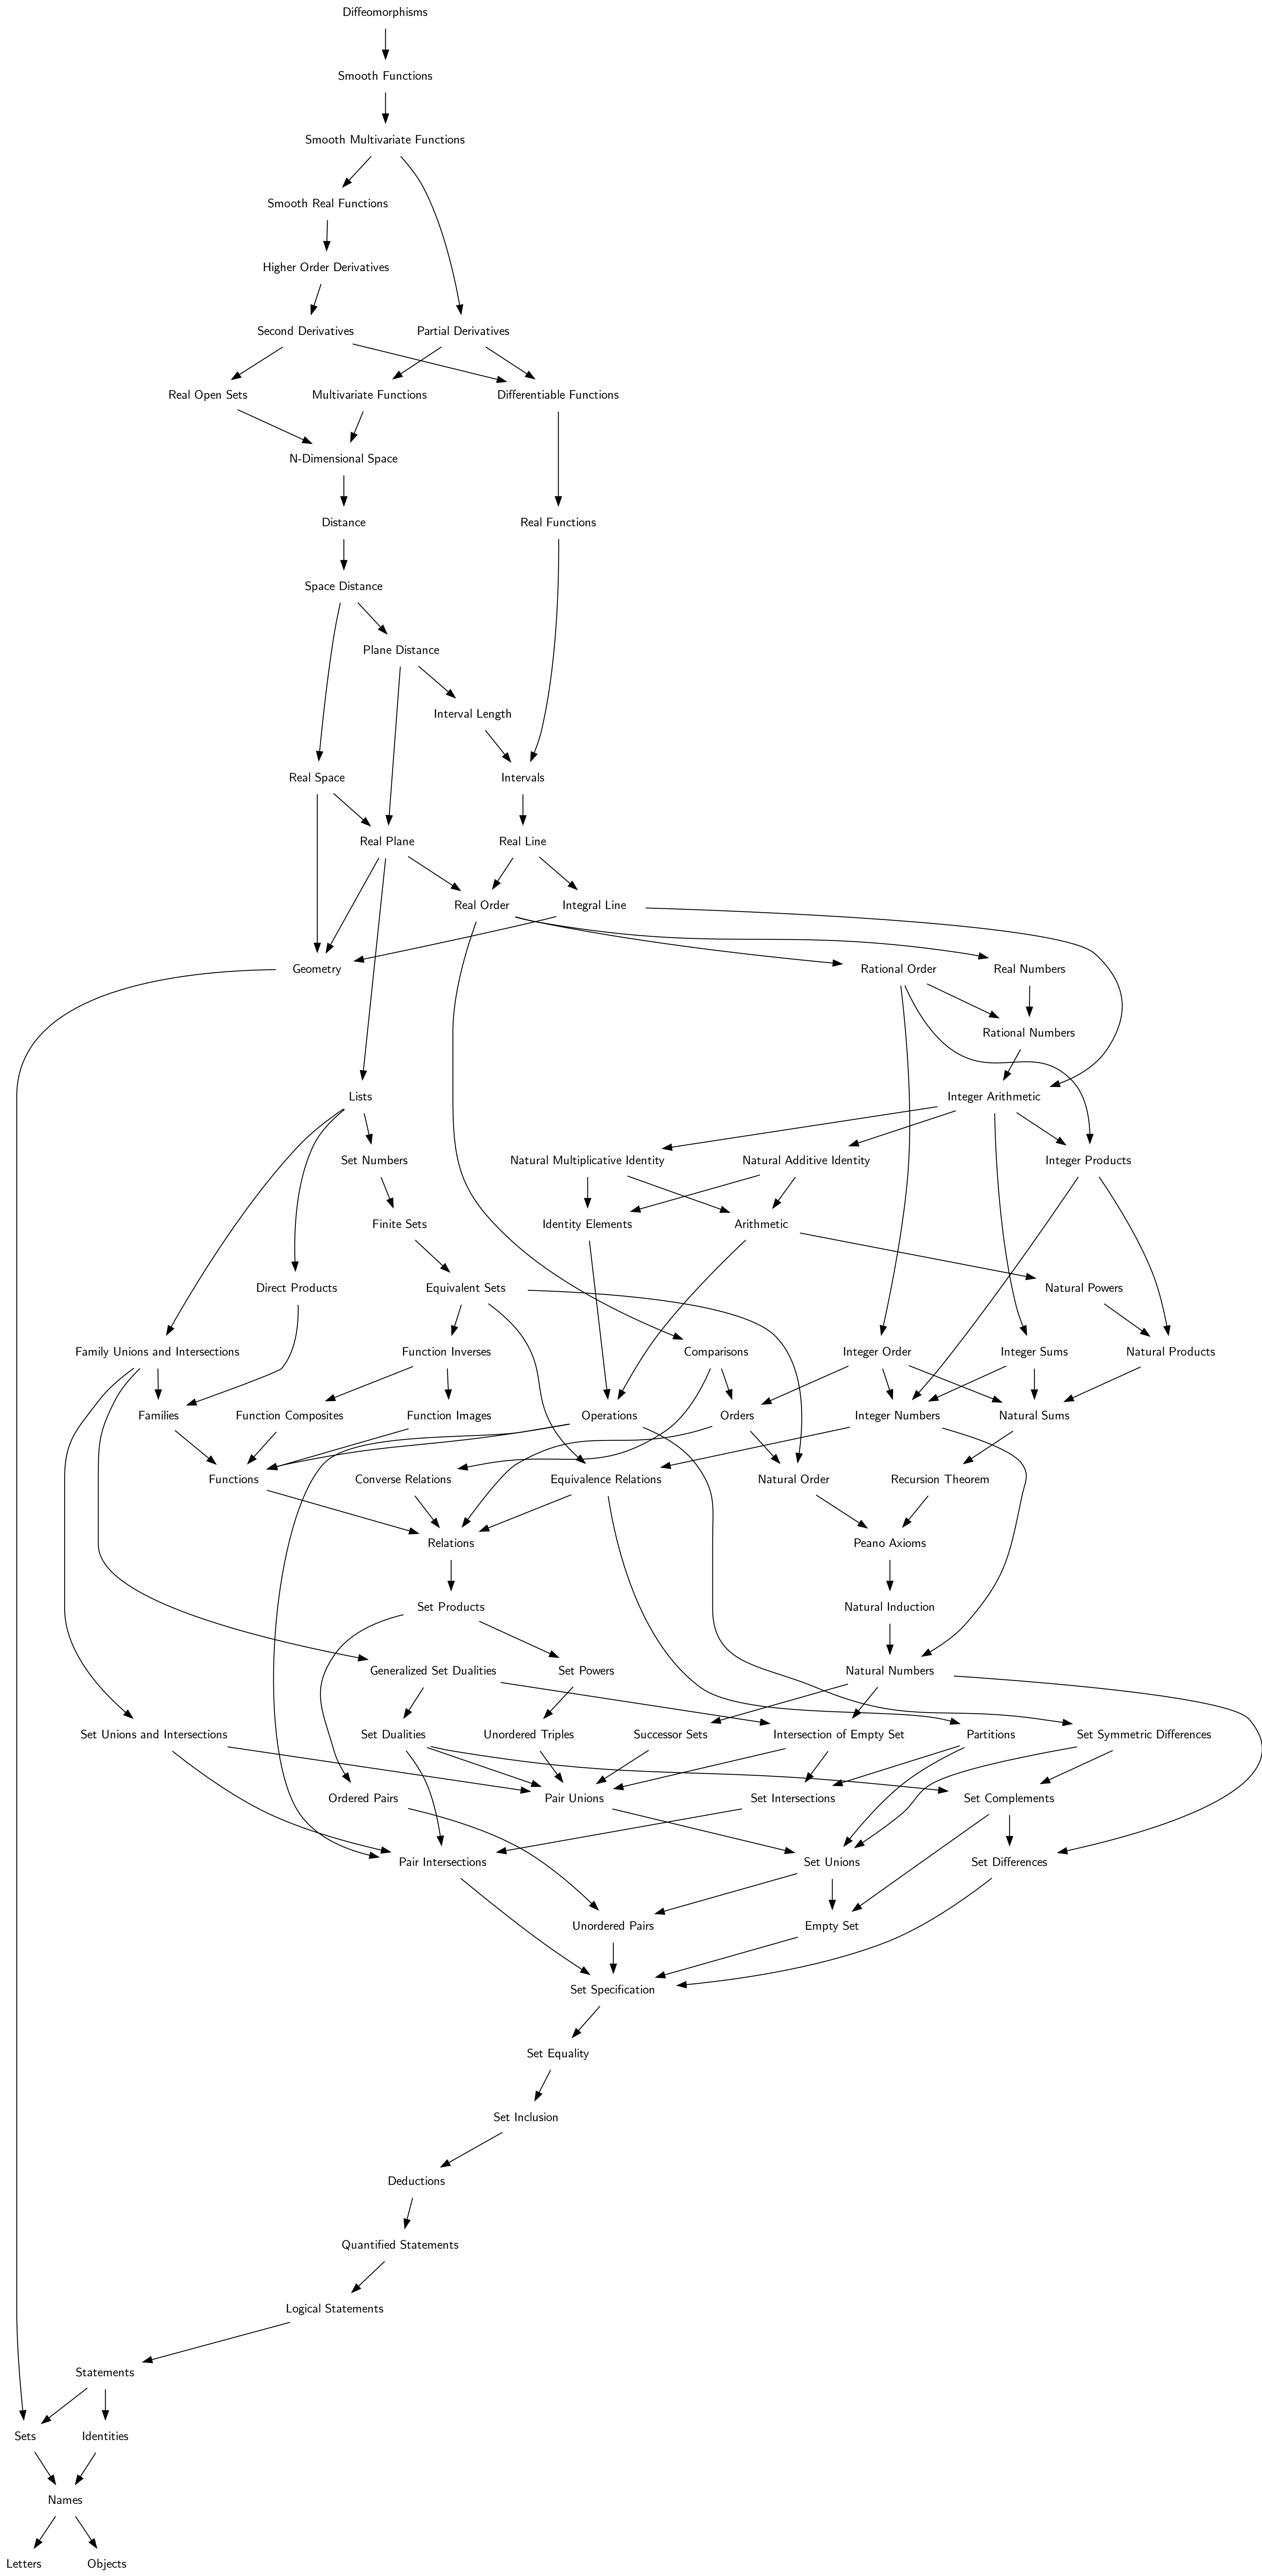 Diffeomorphisms
Smooth Functions
Smooth Multivariate Functions
Smooth Real Functions
Higher Order Derivatives
Second Derivatives
Partial Derivatives
Real Open Sets
Multivariate Functions
Differentiable Functions
N-Dimensional Space
Distance
Real Functions
Space Distance
Plane Distance
Interval Length
Real Space
Intervals
Real Plane
Real Line
Real Order
Integral Line
Geometry
Rational Order
Real Numbers
Rational Numbers
Lists
Integer Arithmetic
Set Numbers
Natural Multiplicative Identity
Natural Additive Identity
Integer Products
Finite Sets
Identity Elements
Arithmetic
Direct Products
Equivalent Sets
Natural Powers
Family Unions and Intersections
Function Inverses
Comparisons
Integer Order
Integer Sums
Natural Products
Families
Function Composites
Function Images
Operations
Orders
Integer Numbers
Natural Sums
Functions
Converse Relations
Equivalence Relations
Natural Order
Recursion Theorem
Relations
Peano Axioms
Set Products
Natural Induction
Generalized Set Dualities
Set Powers
Natural Numbers
Set Unions and Intersections
Set Dualities
Unordered Triples
Successor Sets
Intersection of Empty Set
Partitions
Set Symmetric Differences
Ordered Pairs
Pair Unions
Set Intersections
Set Complements
Pair Intersections
Set Unions
Set Differences
Unordered Pairs
Empty Set
Set Specification
Set Equality
Set Inclusion
Deductions
Quantified Statements
Logical Statements
Statements
Sets
Identities
Names
Letters
Objects